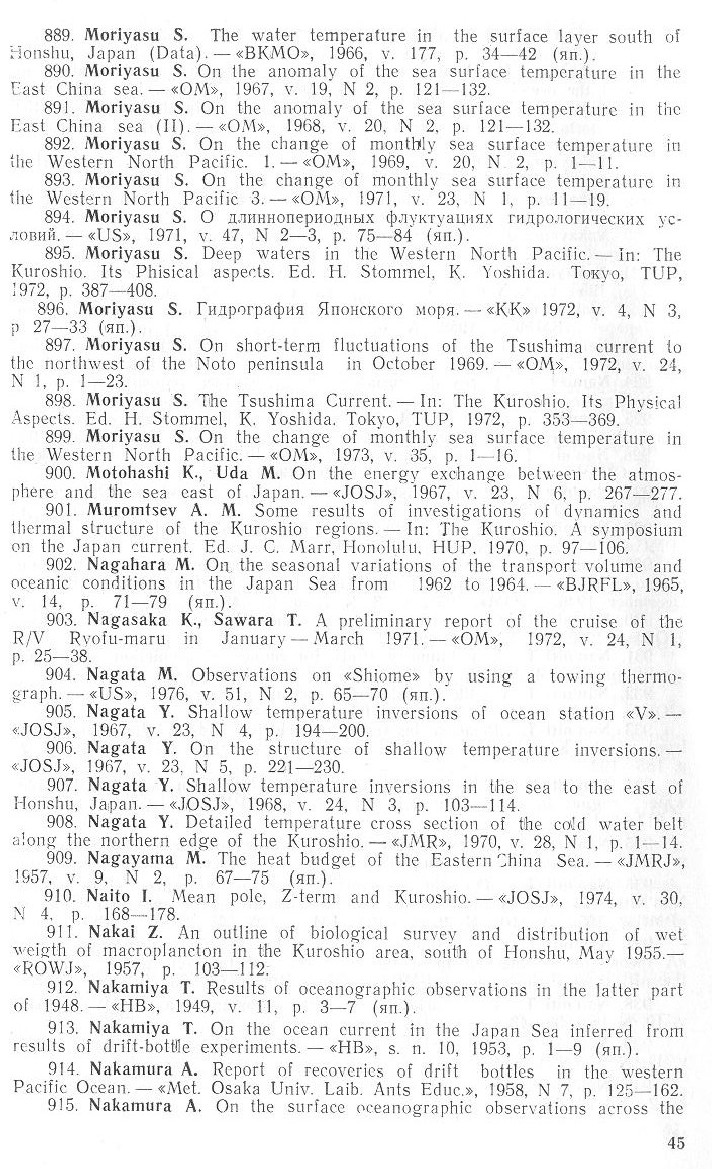 889. Moriyasu S. The water temperature in the surface layer south of
Honshu, Japan (Data). — «BKMO», 1966, v. 177, p. 34—42 (яп.).
890. Moriyasu S. On the anomaly of the sea surface temperature in the
East China sea. — «OM», 1967, v. 19, N 2, p. 121—132.
891. Moriyasu S. On the anomaly of the sea surface temperature in the
East China sea (II). — «OM», 1968, v. 20, N 2, p. 121—132.
892. Moriyasu S. On the change of monthly sea surface temperature in
the Western North Pacific. 1. — «OM», 1969, v. 20, N 2, p. 1—11.
893. Moriyasu S. On the change of monthly sea surface temperature in
the Western North Pacific 3. — «OM», 1971, v. 23, N 1, p. 11—19.
894. Moriyasu S. О длиннопериодных флуктуациях гидрологических ус-
ловий. — «US», 1971, v. 47, N 2—3, p. 75—84 (яп.).
895. Moriyasu S. Deep waters in the Western North Pacific. — In: The
Kuroshio. Its Phisical aspects. Ed. H. Stommel, K. Yoshida. Токуо, TUP,
1972, p. 387—408.
896. Moriyasu S. Гидрография Японского моря. — «KK» 1972, v. 4, N 3,
p 27—33 (яп.).
897. Moriyasu S. On short-term fluctuations of the Tsushima current to
the northwest of the Noto peninsula in October 1969. — «OM», 1972, v. 24,
N 1, p. 1—23.
898. Moriyasu S. The Tsushima Current. — In: The Kuroshio. Its Physical
Aspects. Ed. H. Stommel, K. Yoshida. Tokyo, TUP, 1972, p. 353—369.
899. Moriyasu S. On the change of monthly sea surface temperature in
the Western North Pacific. — «OM», 1973, v. 35, p. 1—16.
900. Motohashi K., Uda M. On the energy exchange between the atmos-
phere and the sea east of Japan. — «JOSJ», 1967, v. 23, N 6, p. 267—277.
901. Muromtsev A. M. Some results of investigations of dynamics and
thermal structure of the Kuroshio regions. — In: The Kuroshio. A symposium
on the Japan current. Ed. J. C. Marr, Honolulu, HUP, 1970, p. 97—106.
902. Nagahara M. On the seasonal variations of the transport volume and
oceanic conditions in the Japan Sea from 1962 to 1964. — «BJRFL», 1965,
v. 14, p. 71—79 (яп.).
903. Nagasaka K., Sawara T. A preliminary report of the cruise of the
R/V Ryofu-maru in January — March 1971. — «OM», 1972, v. 24, N 1,
p. 25—38.
904. Nagata M. Observations on «Shiome» by using a towing thermo-
graph. — «US», 1976, v. 51, N 2, p. 65—70 (яп.).
905. Nagata Y. Shallow temperature inversions of ocean station «V». —
«JOSJ», 1967, v. 23, N 4, p. 194—200.
906. Nagata Y. On the structure of shallow temperature inversions. —
«JOSJ», 1967, v. 23, N 5, p. 221—230.
907. Nagata Y. Shallow temperature inversions in the sea to the east of
Honshu, Japan. — «JOSJ», 1968, v. 24, N 3, p. 103—114.
908. Nagata Y. Detailed temperature cross section of the cold water belt
along the northern edge of the Kuroshio. — «JMR», 1970, v. 28, N 1, p. 1—14.
909. Nagayama M. The heat budget of the Eastern China Sea. — «JMRJ»,
1957, v. 9, N 2, p. 67—75 (яп.).
910. Naito I. Mean pole, Z-term and Kuroshio. — «JOSJ», 1974, v. 30,
N 4, p. 168—178.
911. Nakai Z. An outline of biological survey and distribution of wet
weigth of macroplancton in the Kuroshio area, south of Honshu, May 1955.—
«ROWJ», 1957, p. 103—112.
912. Nakamiya T. Results of oceanographic observations in the latter part
of 1948. — «HB», 1949, v. 11, p. 3—7 (яп.).
913. Nakamiya T. On the ocean current in the Japan Sea inferred from
results of drift-bottle experiments. — «HB», s. n. 10, 1953, p. 1—9 (яп.).
914. Nakamura A. Report of recoveries of drift bottles in the western
Pacific Ocean. — «Met. Osaka Univ. Laib. Ants Educ.», 1958, N 7, p. 125—162.
915. Nakamura A. On the surface oceanographic observations across the
45